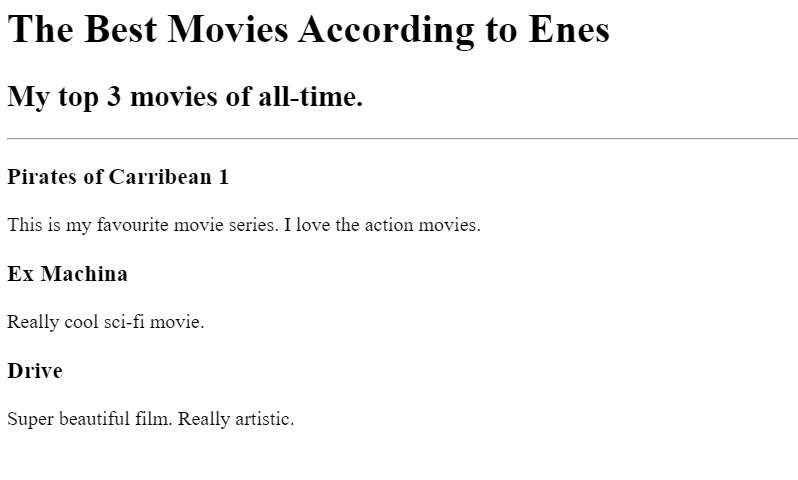 The Best Movies According to Enes
My top 3 movies of all-time.
Pirates of Carribean 1
This is my favourite movie series. I love the action movies.
Ex Machina
Really cool sci-fi movie.
Drive
Super beautiful film. Really artistic.